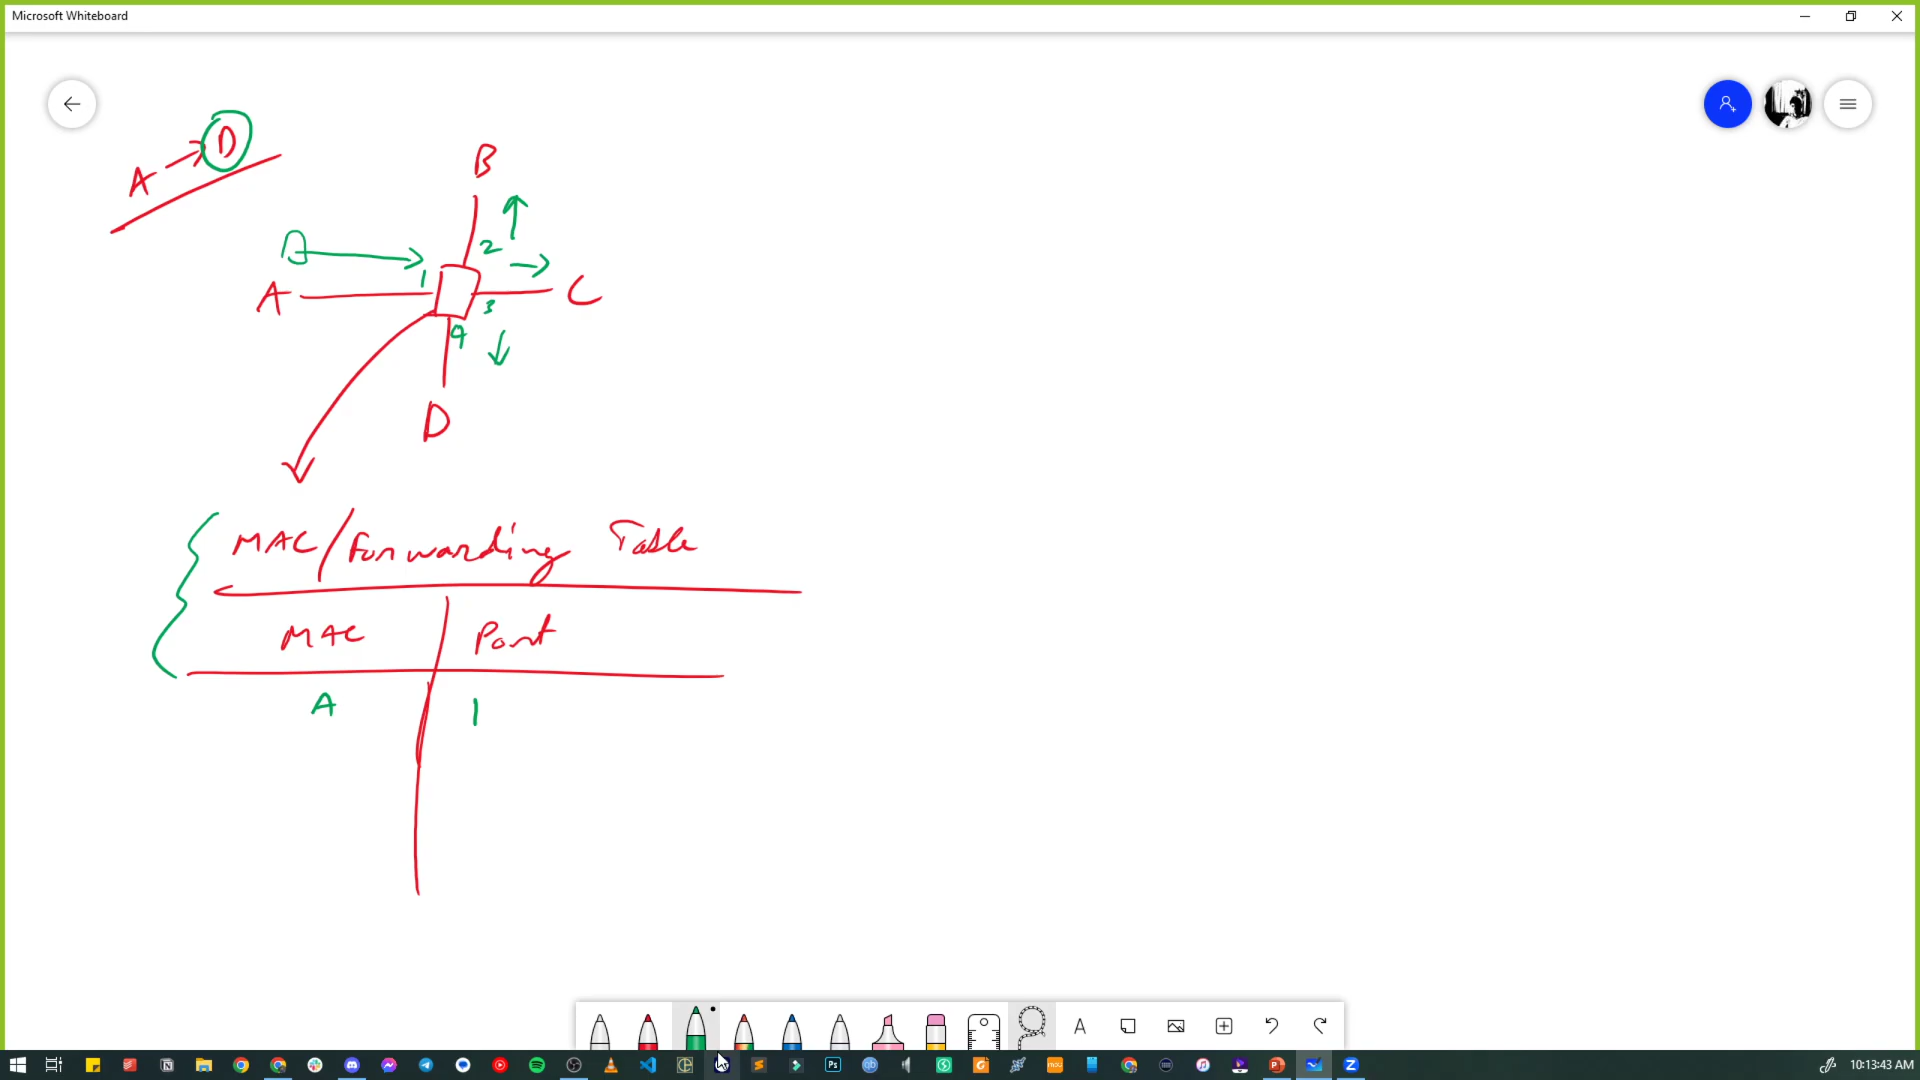 Microsoft Whiteboard
A → D
B
2
1
A
C
3
4
D
MAC/Forwarding Table
MAC Port
A 1
A
10:13:43 AM